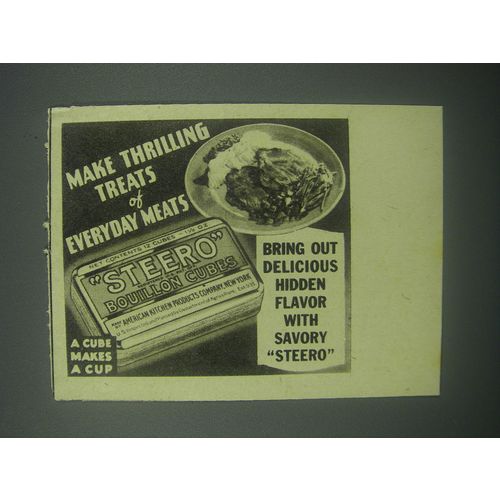 MAKE THRILLING
TREATS
of
EVERYDAY MEATS
NET CONTENTS 12 CUBES
"STEERO"
BOUILLON CUBES
AMERICAN KITCHEN PRODUCTS COMPANY, NEW YORK
A CUBE
MAKES
A CUP
BRING OUT
DELICIOUS
HIDDEN
FLAVOR
WITH
SAVORY
"STEERO"